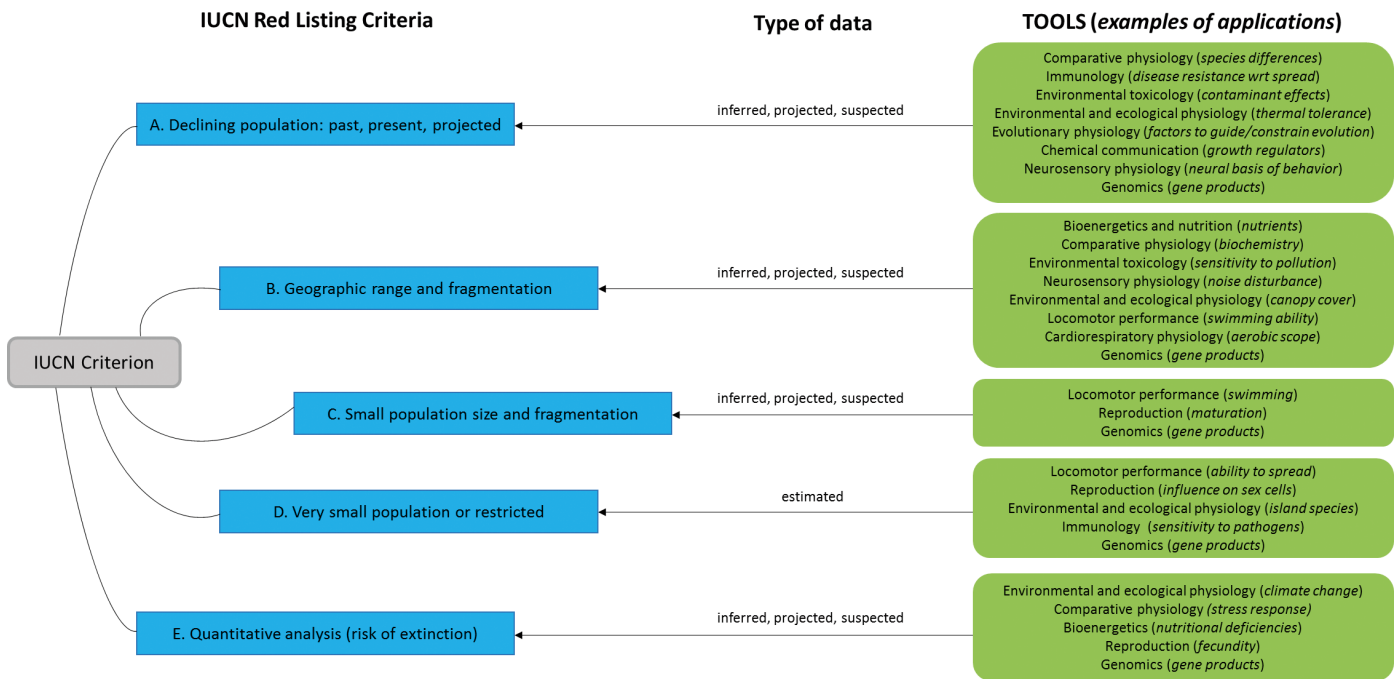 IUCN Red Listing Criteria
Type of data
TOOLS (examples of applications)
IUCN Criterion
A. Declining population: past, present, projected
inferred, projected, suspected
Comparative physiology (species differences)
Immunology (disease resistance wrt spread)
Environmental toxicology (contaminant effects)
Environmental and ecological physiology (thermal tolerance)
Evolutionary physiology (factors to guide/constrain evolution)
Chemical communication (growth regulators)
Neurosensory physiology (neural basis of behavior)
Genomics (gene products)
B. Geographic range and fragmentation
inferred, projected, suspected
Bioenergetics and nutrition (nutrients)
Comparative physiology (biochemistry)
Environmental toxicology (sensitivity to pollution)
Neurosensory physiology (noise disturbance)
Environmental and ecological physiology (canopy cover)
Locomotor performance (swimming ability)
Cardiorespiratory physiology (aerobic scope)
Genomics (gene products)
C. Small population size and fragmentation
inferred, projected, suspected
Locomotor performance (swimming)
Reproduction (maturation)
Genomics (gene products)
D. Very small population or restricted
estimated
Locomotor performance (ability to spread)
Reproduction (influence on sex cells)
Environmental and ecological physiology (island species)
Immunology (sensitivity to pathogens)
Genomics (gene products)
E. Quantitative analysis (risk of extinction)
inferred, projected, suspected
Environmental and ecological physiology (climate change)
Comparative physiology (stress response)
Bioenergetics (nutritional deficiencies)
Reproduction (fecundity)
Genomics (gene products)